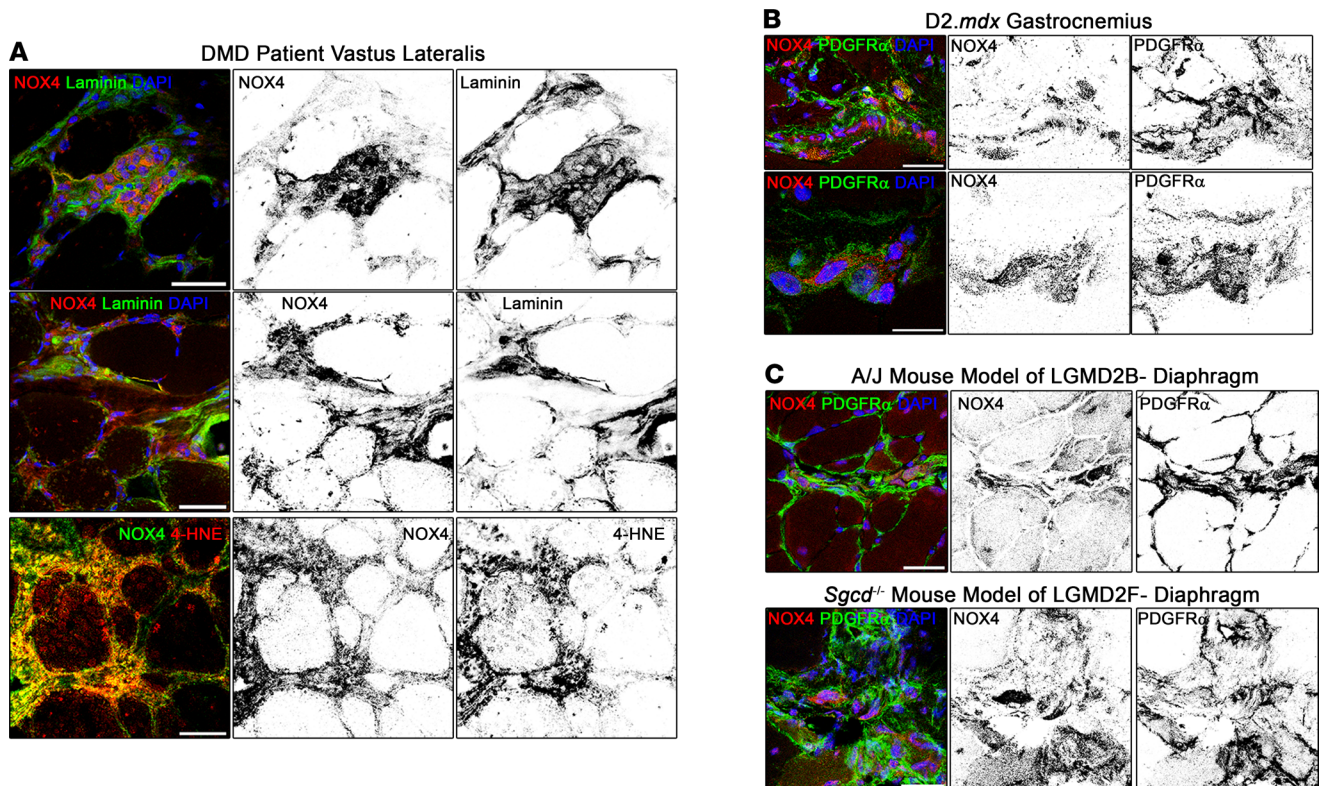 A
DMD Patient Vastus Lateralis
NOX4 Laminin DAPI
NOX4
Laminin
NOX4 Laminin DAPI
NOX4
Laminin
NOX4 4-HNE
NOX4
4-HNE
B
D2.mdx Gastrocnemius
NOX4 PDGFRα DAPI
NOX4
PDGFRα
NOX4 PDGFRα DAPI
NOX4
PDGFRα
C
A/J Mouse Model of LGMD2B- Diaphragm
NOX4 PDGFRα DAPI
NOX4
PDGFRα
Sgcd-/- Mouse Model of LGMD2F- Diaphragm
NOX4 PDGFRα DAPI
NOX4
PDGFRα